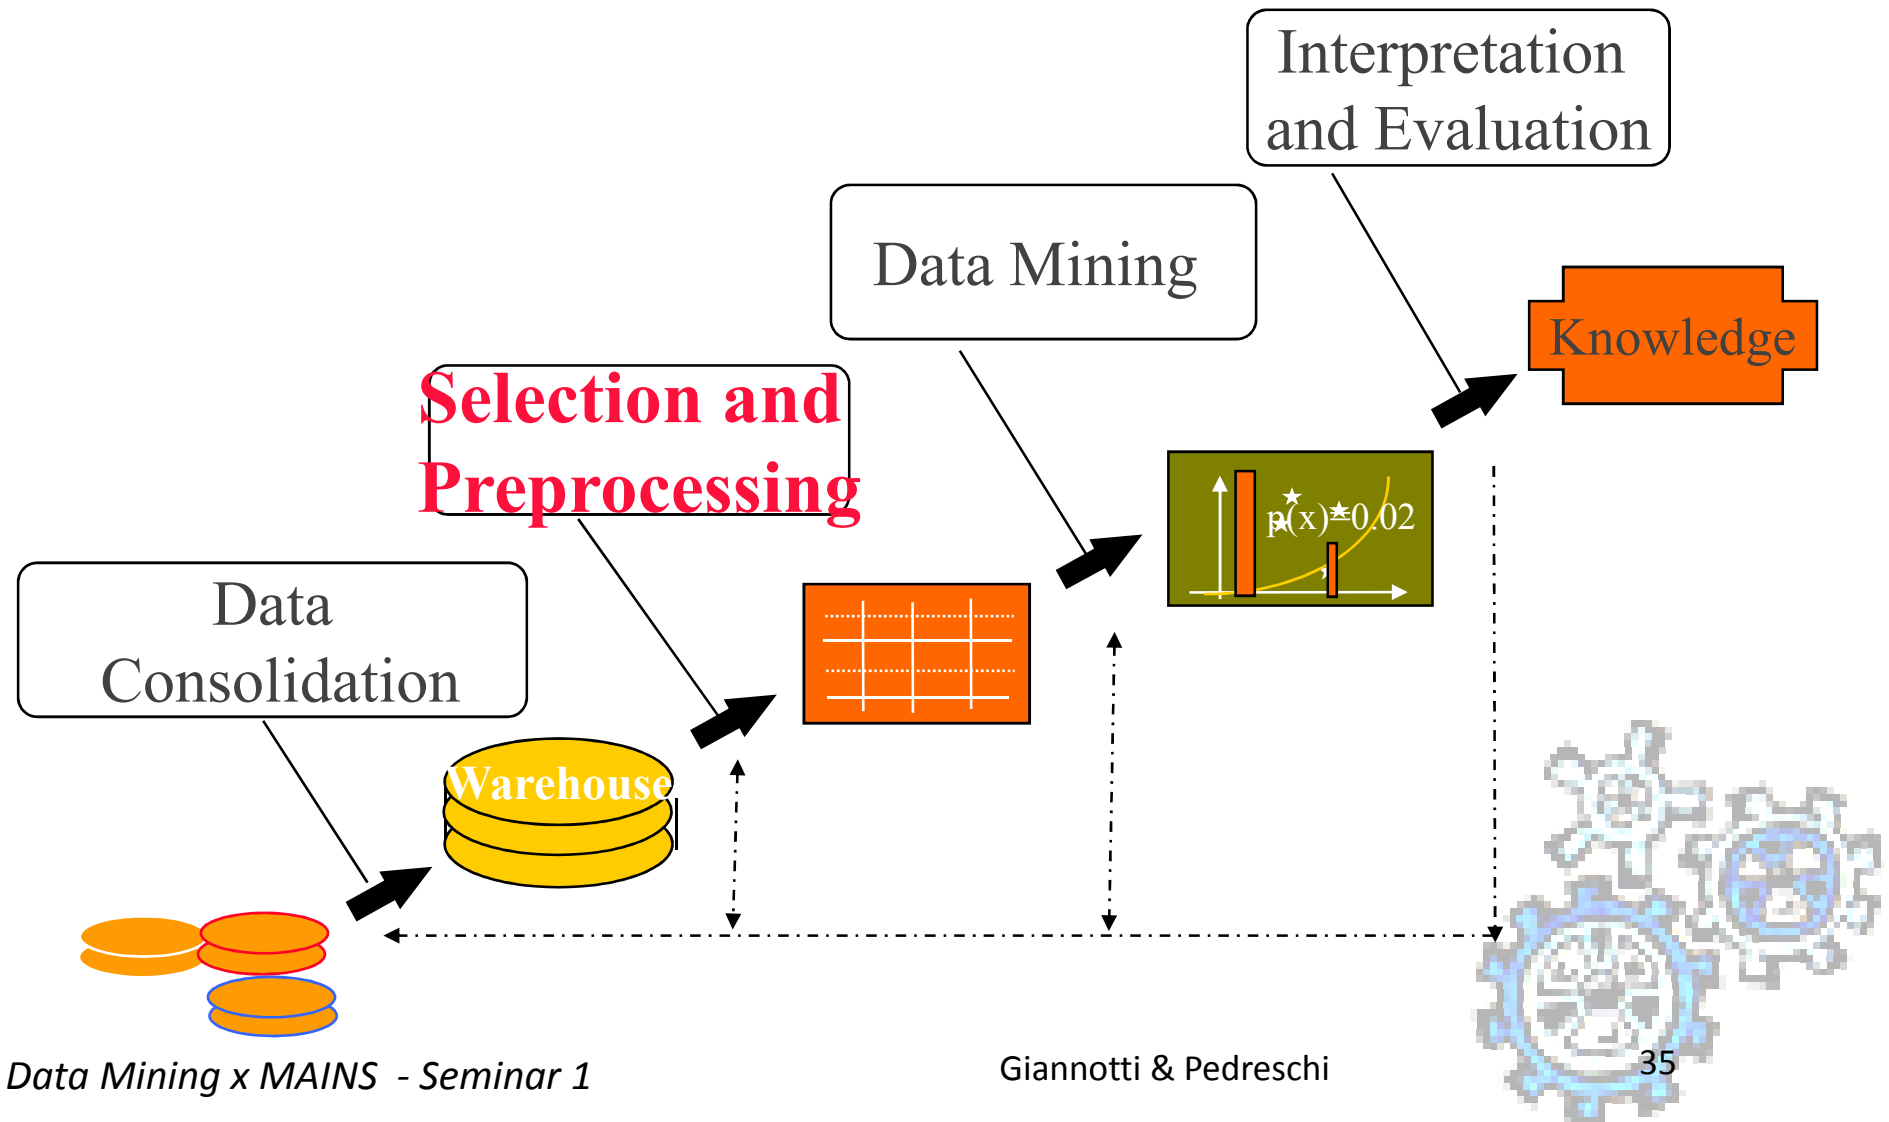 Interpretation
and Evaluation
Data Mining
Knowledge
Selection and
Preprocessing
p(x)=0.02
Data
Consolidation
Warehouse
Data Mining x MAINS - Seminar 1
Giannotti & Pedreschi
35